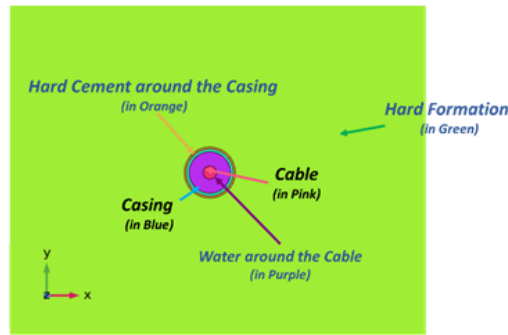 Hard Cement around the Casing
(in Orange)
Hard Formation
(in Green)
Cable
(in Pink)
Casing
(in Blue)
Water around the Cable
(in Purple)
y
z
x